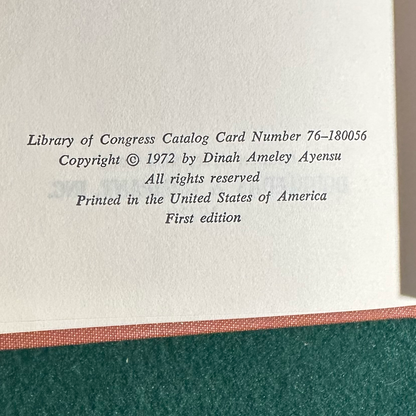 Library of Congress Catalog Card Number 76–180056
Copyright © 1972 by Dinah Ameley Ayensu
All rights reserved
Printed in the United States of America
First edition